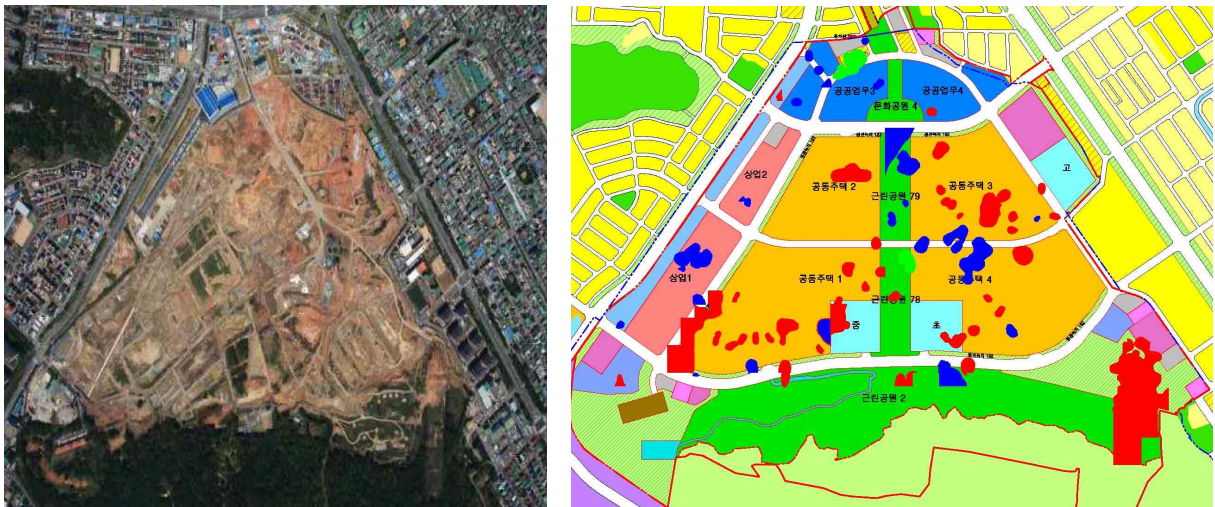 공공업무3
공공업무4
문화공원 4
고
상업2
공동주택 2
공동주택 3
근린공원 79
상업1
공동주택 1
공동주택 4
근린공원 78
중
초
근린공원 2